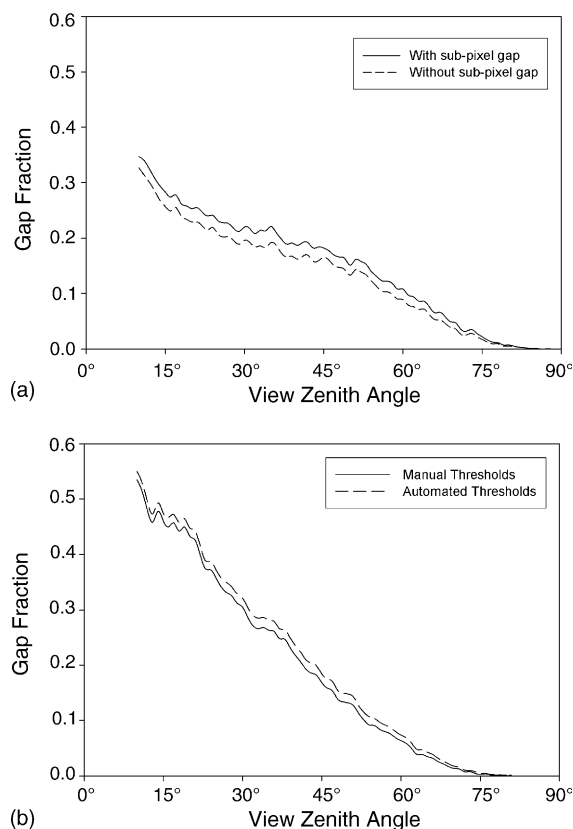 0.6
With sub-pixel gap
Without sub-pixel gap
0.5
0.4
0.3
0.2
0.1
0.0
Gap Fraction
0° 15° 30° 45° 60° 75° 90°
View Zenith Angle
(a)
0.6
Manual Thresholds
Automated Thresholds
0.5
0.4
0.3
0.2
0.1
0.0
Gap Fraction
0° 15° 30° 45° 60° 75° 90°
View Zenith Angle
(b)